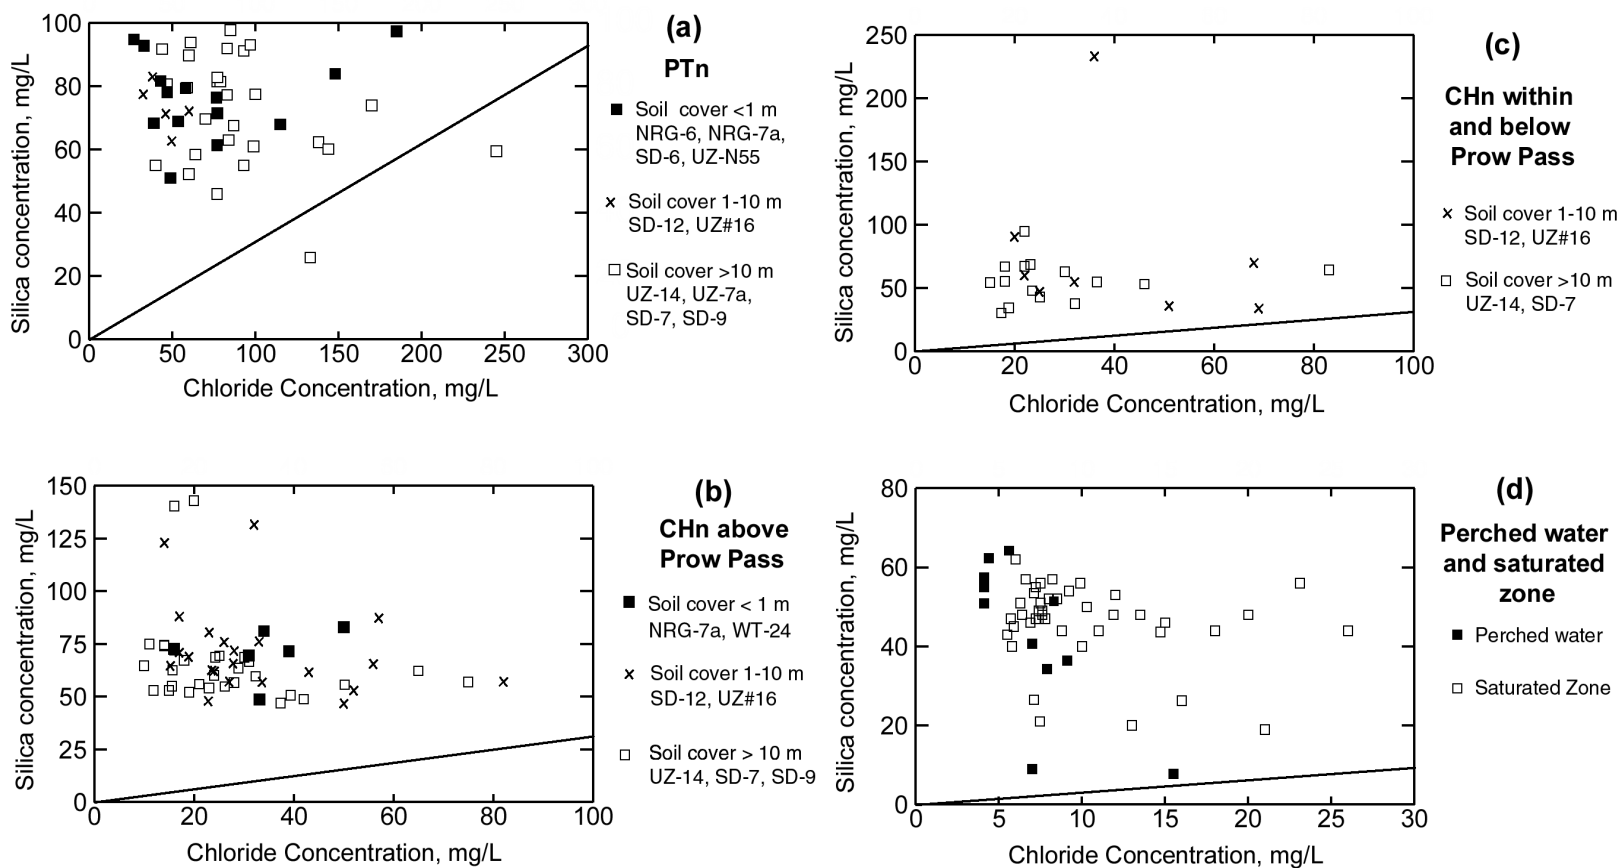 (a)
PTn
Silica concentration, mg/L
100
80
60
40
20
0
0 50 100 150 200 250 300
Chloride Concentration, mg/L
Soil cover <1 m
NRG-6, NRG-7a,
SD-6, UZ-N55
Soil cover 1-10 m
SD-12, UZ#16
Soil cover >10 m
UZ-14, UZ-7a,
SD-7, SD-9
(c)
CHn within
and below
Prow Pass
Silica concentration, mg/L
250
200
150
100
50
0
0 20 40 60 80 100
Chloride Concentration, mg/L
Soil cover 1-10 m
SD-12, UZ#16
Soil cover >10 m
UZ-14, SD-7
(b)
CHn above
Prow Pass
Silica concentration, mg/L
150
125
100
75
50
25
0
0 20 40 60 80 100
Chloride Concentration, mg/L
Soil cover < 1 m
NRG-7a, WT-24
Soil cover 1-10 m
SD-12, UZ#16
Soil cover > 10 m
UZ-14, SD-7, SD-9
(d)
Perched water
and saturated
zone
Silica concentration, mg/L
80
60
40
20
0
0 5 10 15 20 25 30
Chloride Concentration, mg/L
Perched water
Saturated Zone